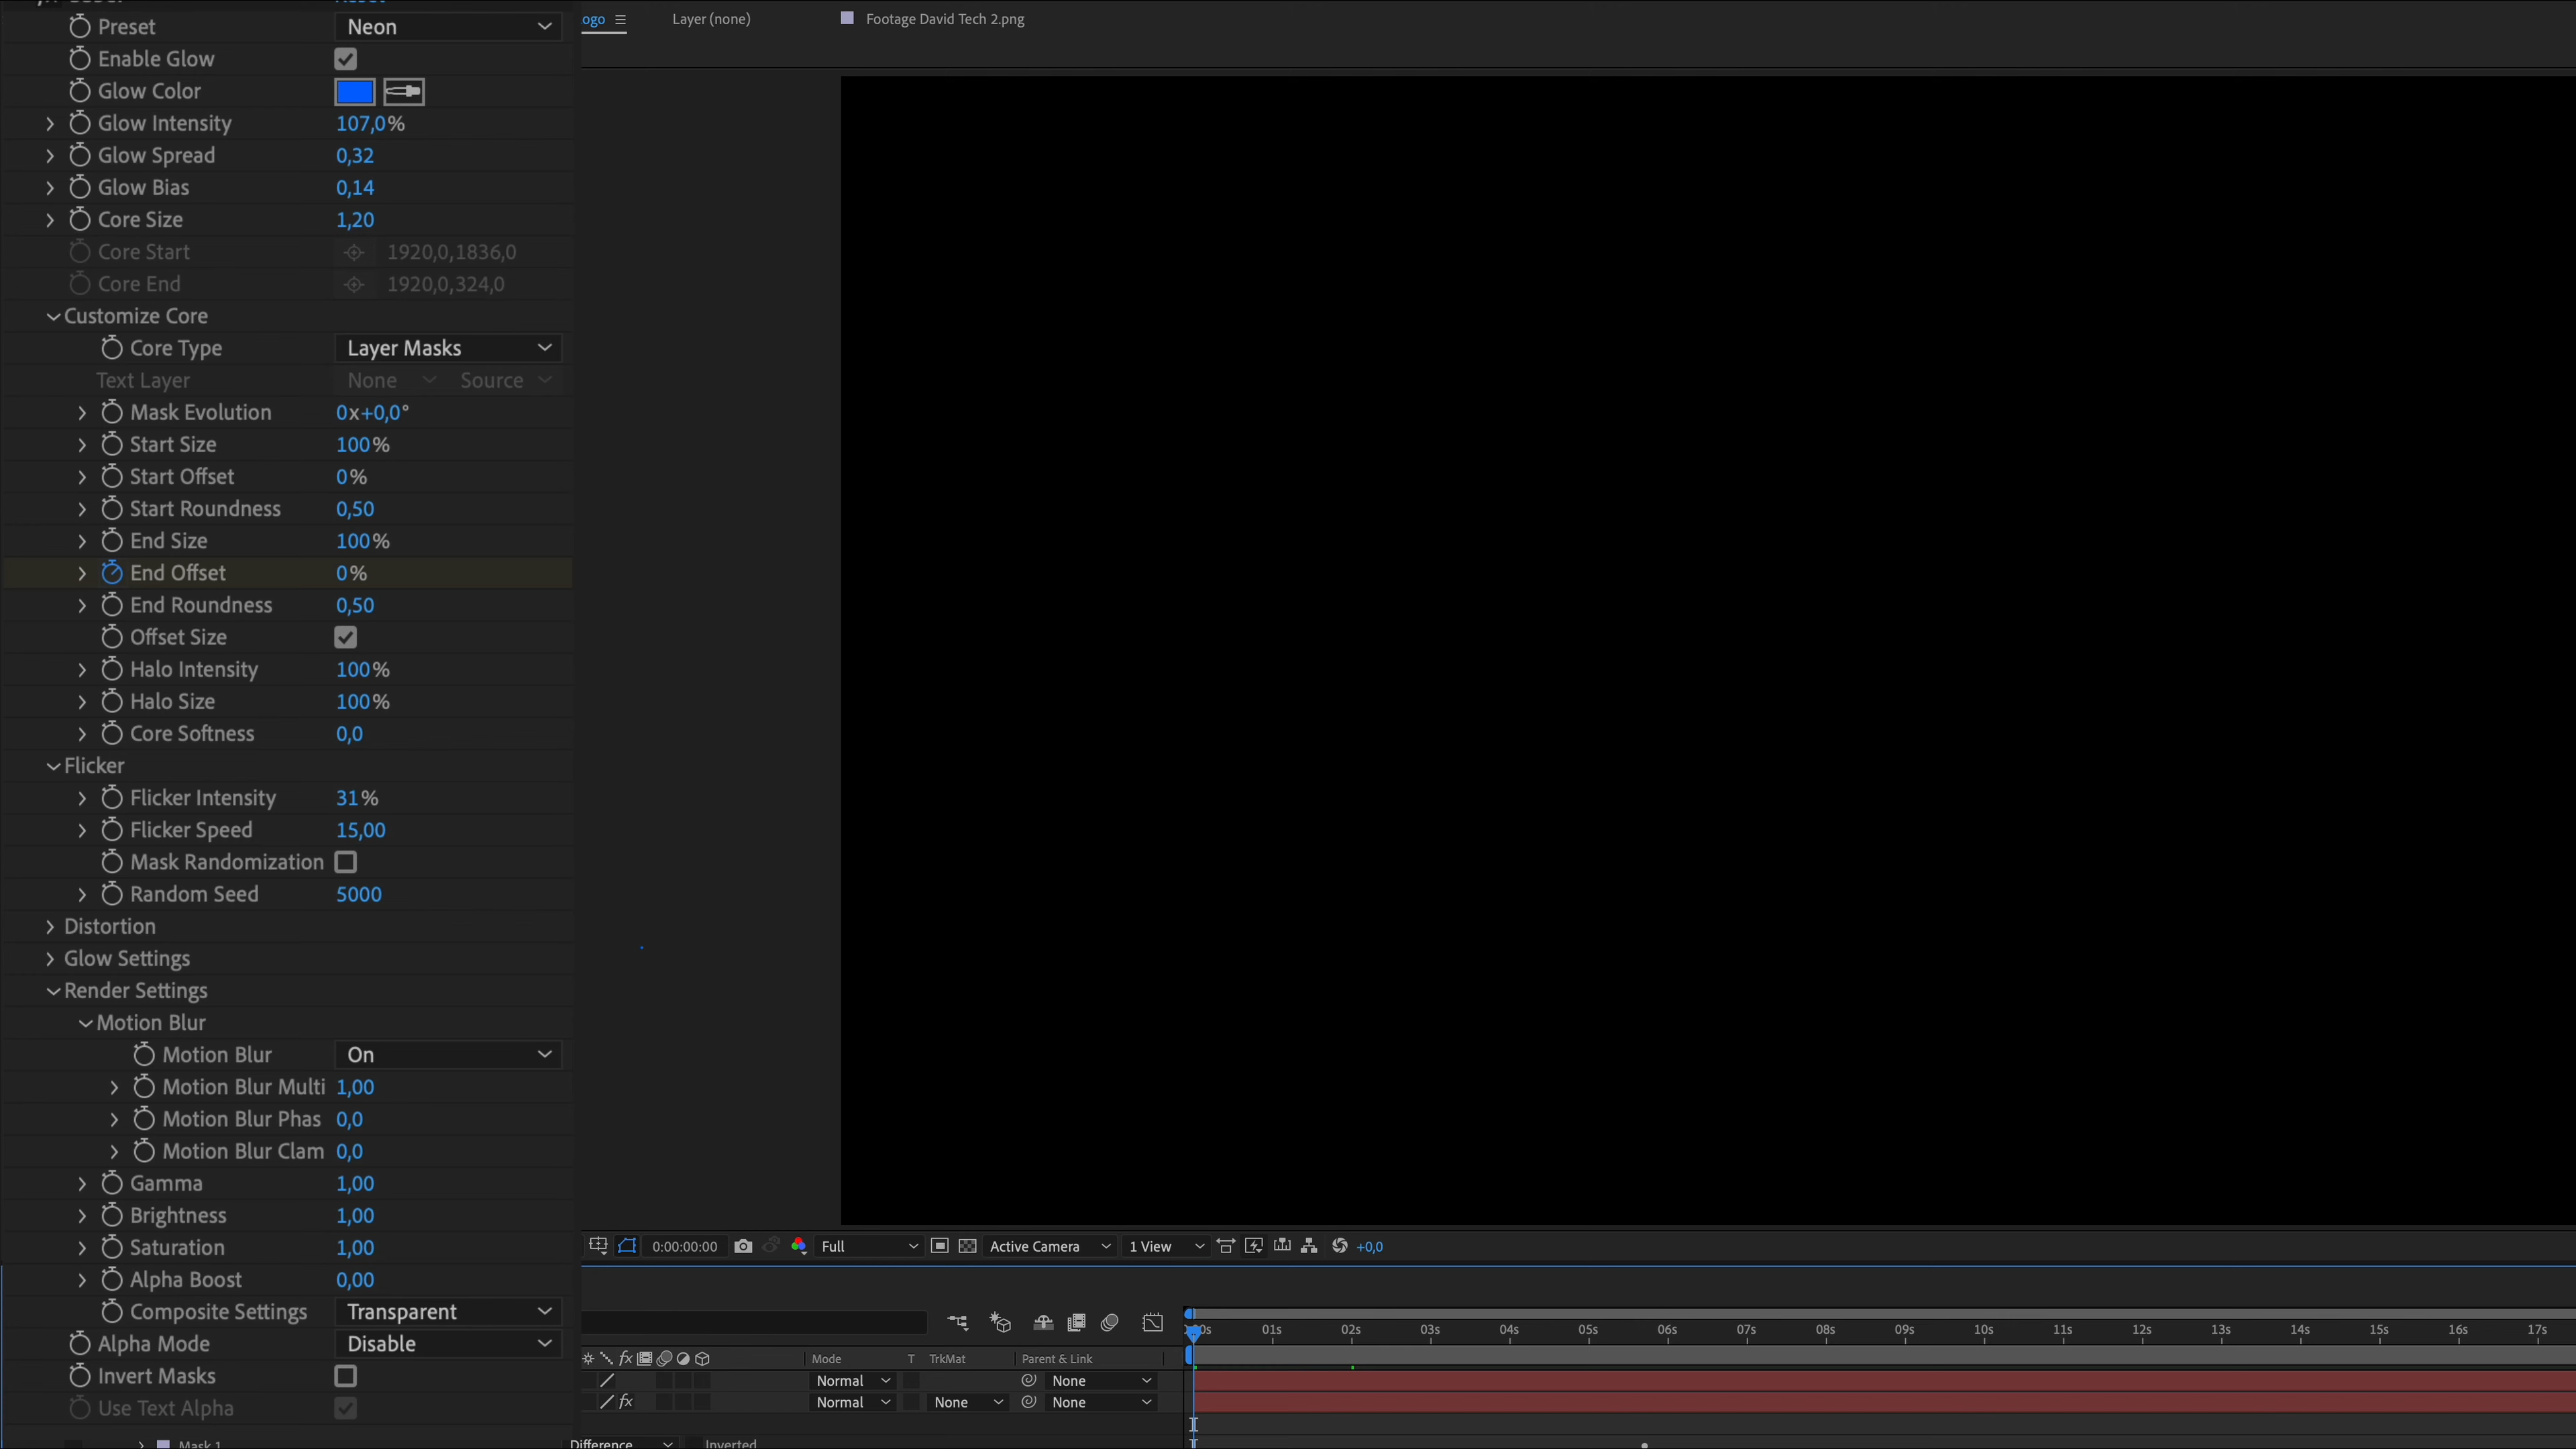 Preset Neon
Enable Glow
Glow Color
Glow Intensity 107,0%
Glow Spread 0,32
Glow Bias 0,14
Core Size 1,20
Core Start 1920,0,1836,0
Core End 1920,0,324,0
Customize Core
Core Type Layer Masks
Text Layer None Source
Mask Evolution 0x+0,0°
Start Size 100%
Start Offset 0%
Start Roundness 0,50
End Size 100%
End Offset 0%
End Roundness 0,50
Offset Size
Halo Intensity 100%
Halo Size 100%
Core Softness 0,0
Flicker
Flicker Intensity 31%
Flicker Speed 15,00
Mask Randomization
Random Seed 5000
Distortion
Glow Settings
Render Settings
Motion Blur
Motion Blur On
Motion Blur Multi 1,00
Motion Blur Phas 0,0
Motion Blur Clam 0,0
Gamma 1,00
Brightness 1,00
Saturation 1,00
Alpha Boost 0,00
Composite Settings Transparent
Alpha Mode Disable
Invert Masks
Use Text Alpha
Mask 1 Difference Inverted
ogo Layer (none) Footage David Tech 2.png
0:00:00:00 Full Active Camera 1 View +0,0
01s 02s 03s 04s 05s 06s 07s 08s 09s 10s 11s 12s 13s 14s 15s 16s 17s
fx Mode T TrkMat Parent & Link
Normal None
fx Normal None None